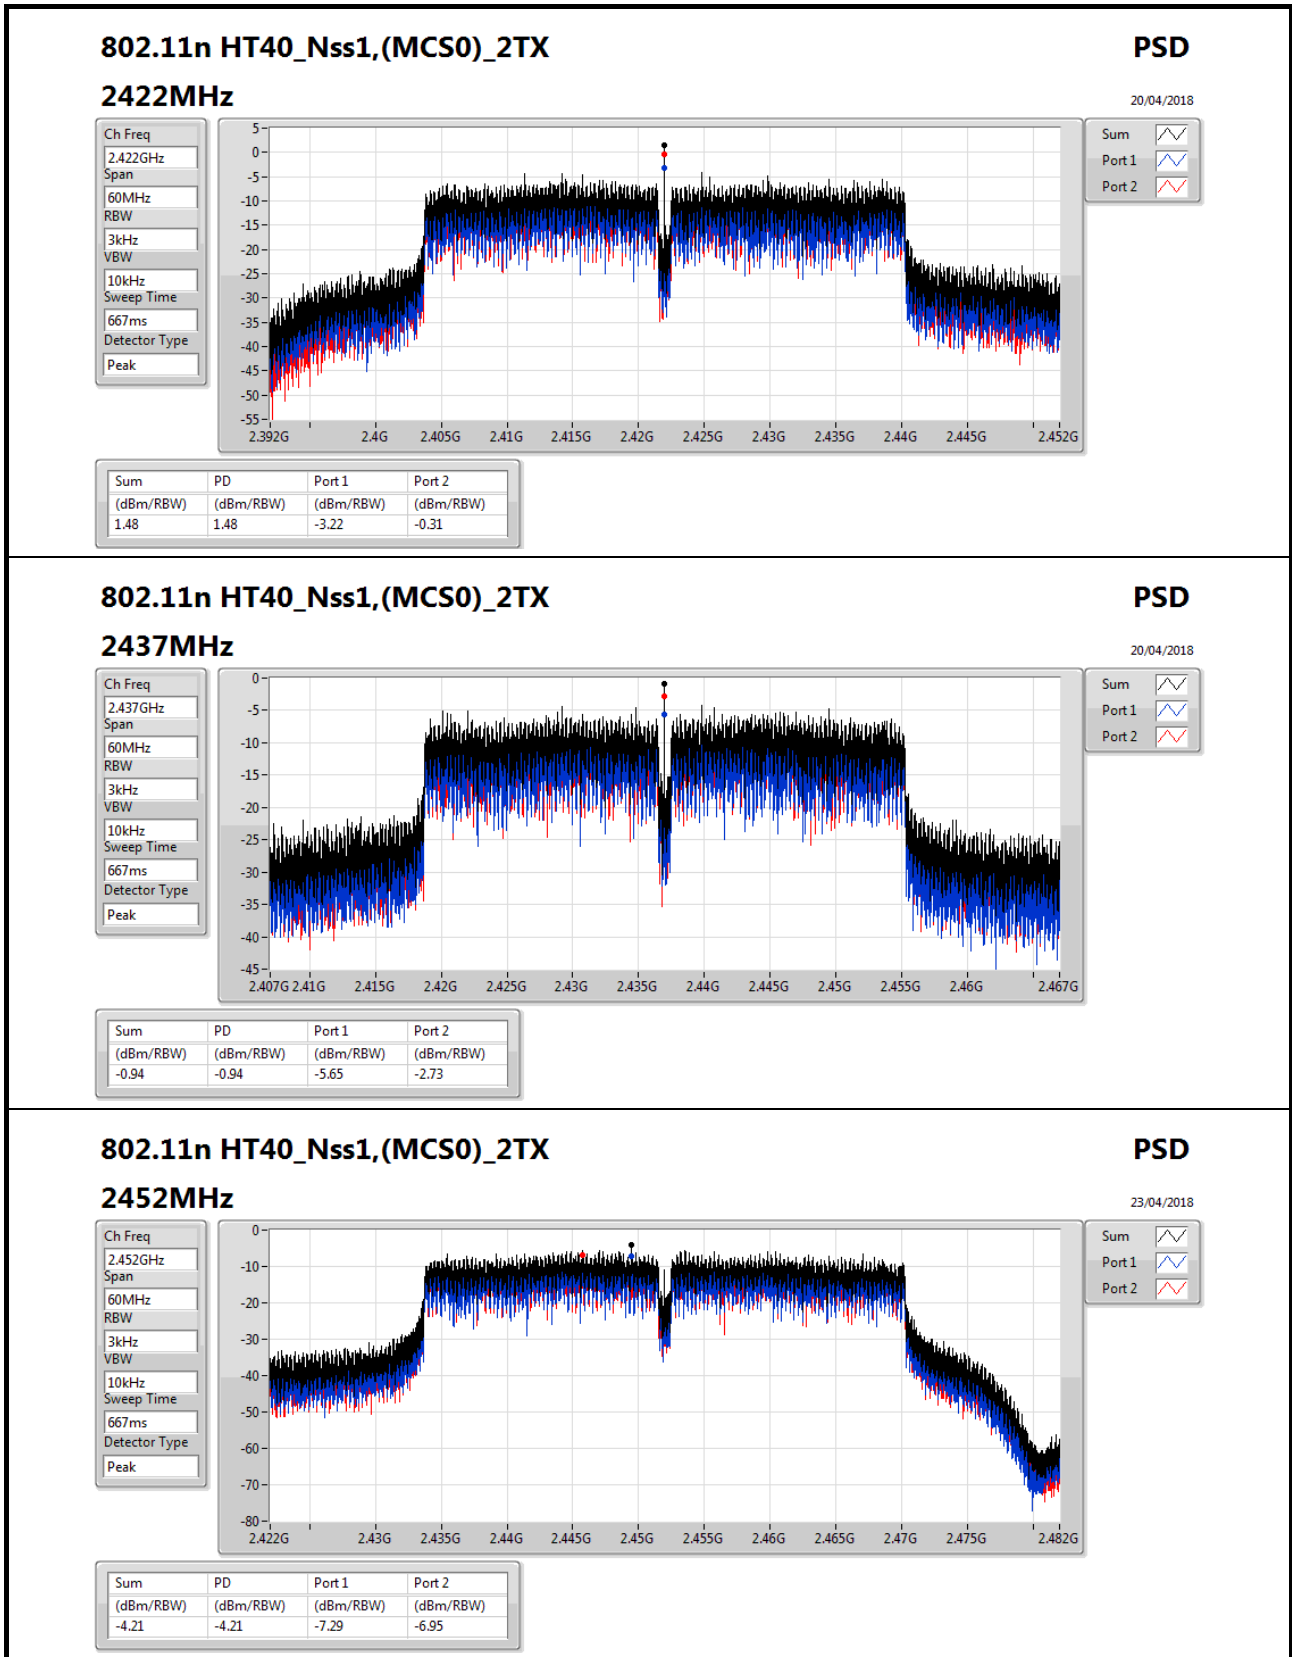 802.11n HT40_Nss1,(MCS0)_2TX PSD
2422MHz 20/04/2018
Ch Freq
2.422GHz
Span
60MHz
RBW
3kHz
VBW
10kHz
Sweep Time
667ms
Detector Type
Peak
5
0
-5
-10
-15
-20
-25
-30
-35
-40
-45
-50
-55
2.392G 2.4G 2.405G 2.41G 2.415G 2.42G 2.425G 2.43G 2.435G 2.44G 2.445G 2.452G
Sum
Port 1
Port 2
Sum PD Port 1 Port 2
(dBm/RBW) (dBm/RBW) (dBm/RBW) (dBm/RBW)
1.48 1.48 -3.22 -0.31
802.11n HT40_Nss1,(MCS0)_2TX PSD
2437MHz 20/04/2018
Ch Freq
2.437GHz
Span
60MHz
RBW
3kHz
VBW
10kHz
Sweep Time
667ms
Detector Type
Peak
0
-5
-10
-15
-20
-25
-30
-35
-40
-45
2.407G 2.41G 2.415G 2.42G 2.425G 2.43G 2.435G 2.44G 2.445G 2.45G 2.455G 2.46G 2.467G
Sum
Port 1
Port 2
Sum PD Port 1 Port 2
(dBm/RBW) (dBm/RBW) (dBm/RBW) (dBm/RBW)
-0.94 -0.94 -5.65 -2.73
802.11n HT40_Nss1,(MCS0)_2TX PSD
2452MHz 23/04/2018
Ch Freq
2.452GHz
Span
60MHz
RBW
3kHz
VBW
10kHz
Sweep Time
667ms
Detector Type
Peak
0
-10
-20
-30
-40
-50
-60
-70
-80
2.422G 2.43G 2.435G 2.44G 2.445G 2.45G 2.455G 2.46G 2.465G 2.47G 2.475G 2.482G
Sum
Port 1
Port 2
Sum PD Port 1 Port 2
(dBm/RBW) (dBm/RBW) (dBm/RBW) (dBm/RBW)
-4.21 -4.21 -7.29 -6.95